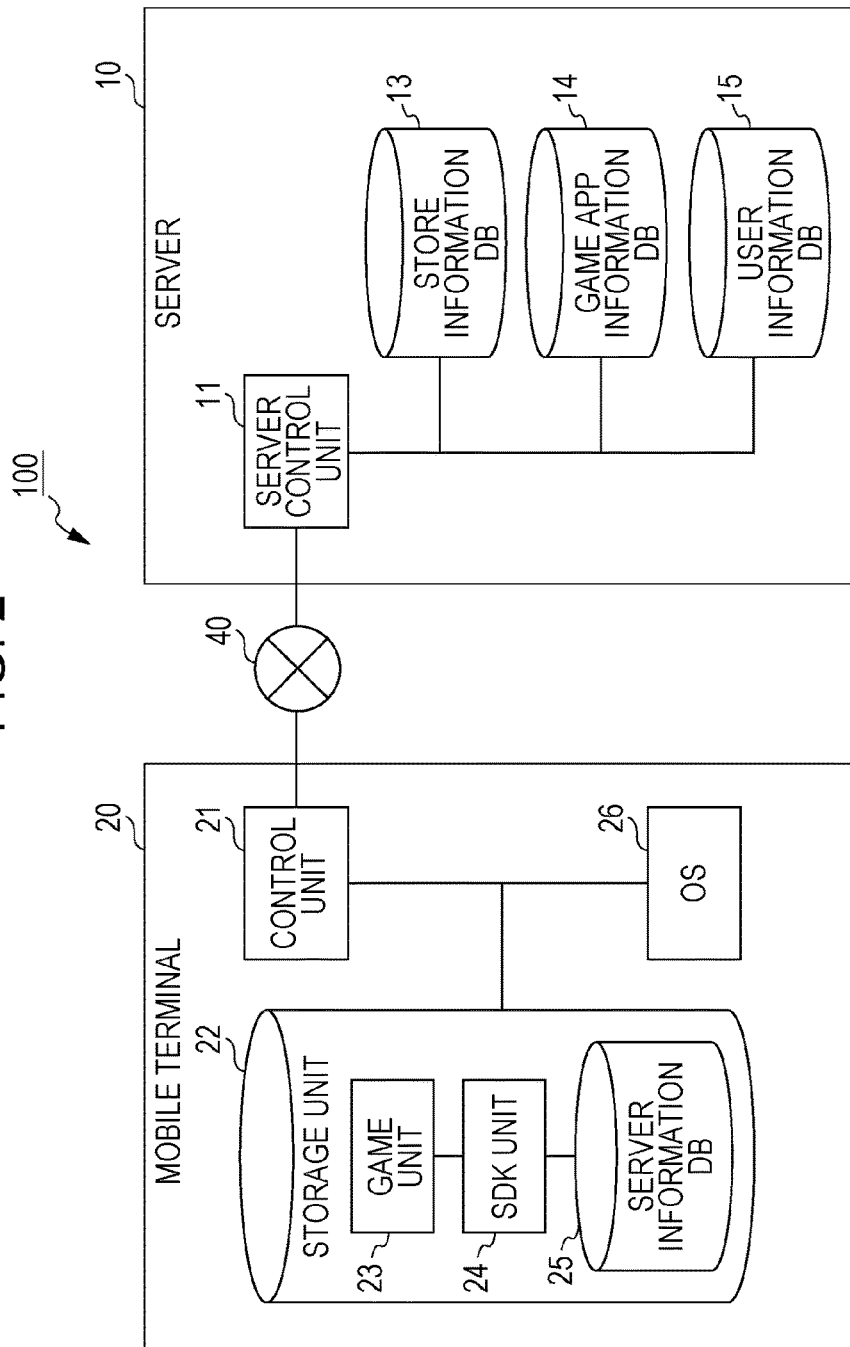 100
MOBILE TERMINAL
20
STORAGE UNIT
22
GAME
UNIT
23
SDK UNIT
24
25
SERVER
INFORMATION
DB
CONTROL
UNIT
21
OS
26
40
SERVER
10
SERVER
CONTROL
UNIT
11
STORE
INFORMATION
DB
13
GAME APP
INFORMATION
DB
14
USER
INFORMATION
DB
15